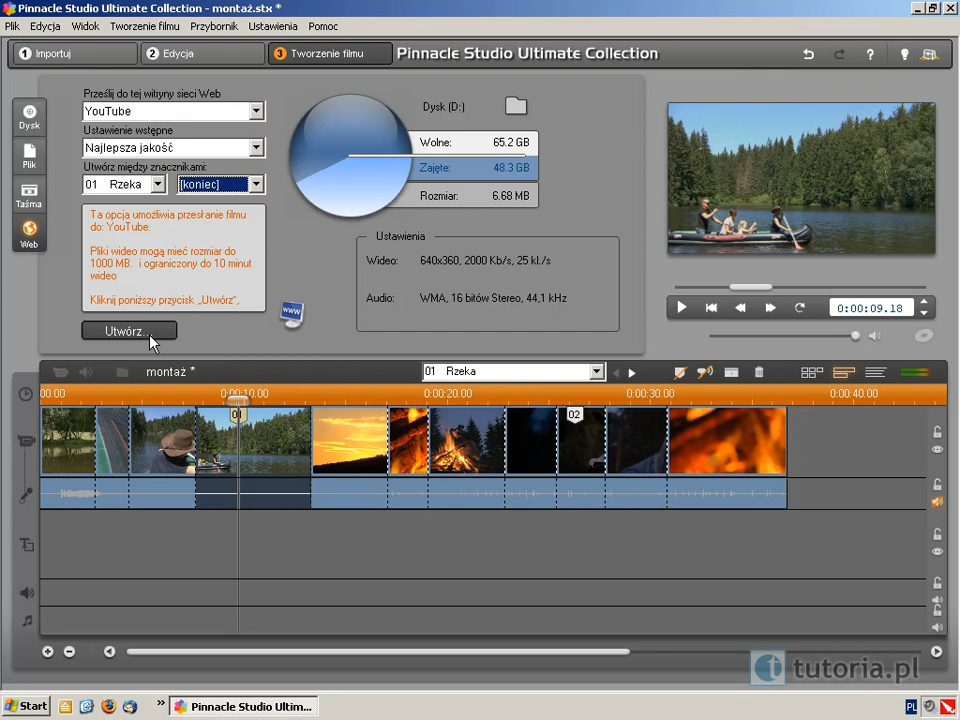 Pinnacle Studio Ultimate Collection - montaż.stx *
Plik Edycja Widok Tworzenie filmu Przybornik Ustawienia Pomoc
1 Importuj 2 Edycja 3 Tworzenie filmu Pinnacle Studio Ultimate Collection
Dysk
Plik
Taśma
Web
Prześlij do tej witryny sieci Web
YouTube
Ustawienie wstępne
Najlepsza jakość
Utwórz między znacznikami:
01 Rzeka [koniec]
Ta opcja umożliwia przesłanie filmu
do: YouTube.
Pliki wideo mogą mieć rozmiar do
1000 MB. i ograniczony do 10 minut
wideo
Kliknij poniższy przycisk „Utwórz”,
Utwórz...
Dysk (D:)
Wolne: 65.2 GB
Zajęte: 48.3 GB
Rozmiar: 6.68 MB
www
Ustawienia
Wideo: 640x360, 2000 Kb/s, 25 kl./s
Audio: WMA, 16 bitów Stereo, 44,1 kHz
0:00:09.18
montaż *
01 Rzeka
00.00 0:00:10.00 0:00:20.00 0:00:30.00 0:00:40.00
01 02
t tutoria.pl
Start » Pinnacle Studio Ultim... PL